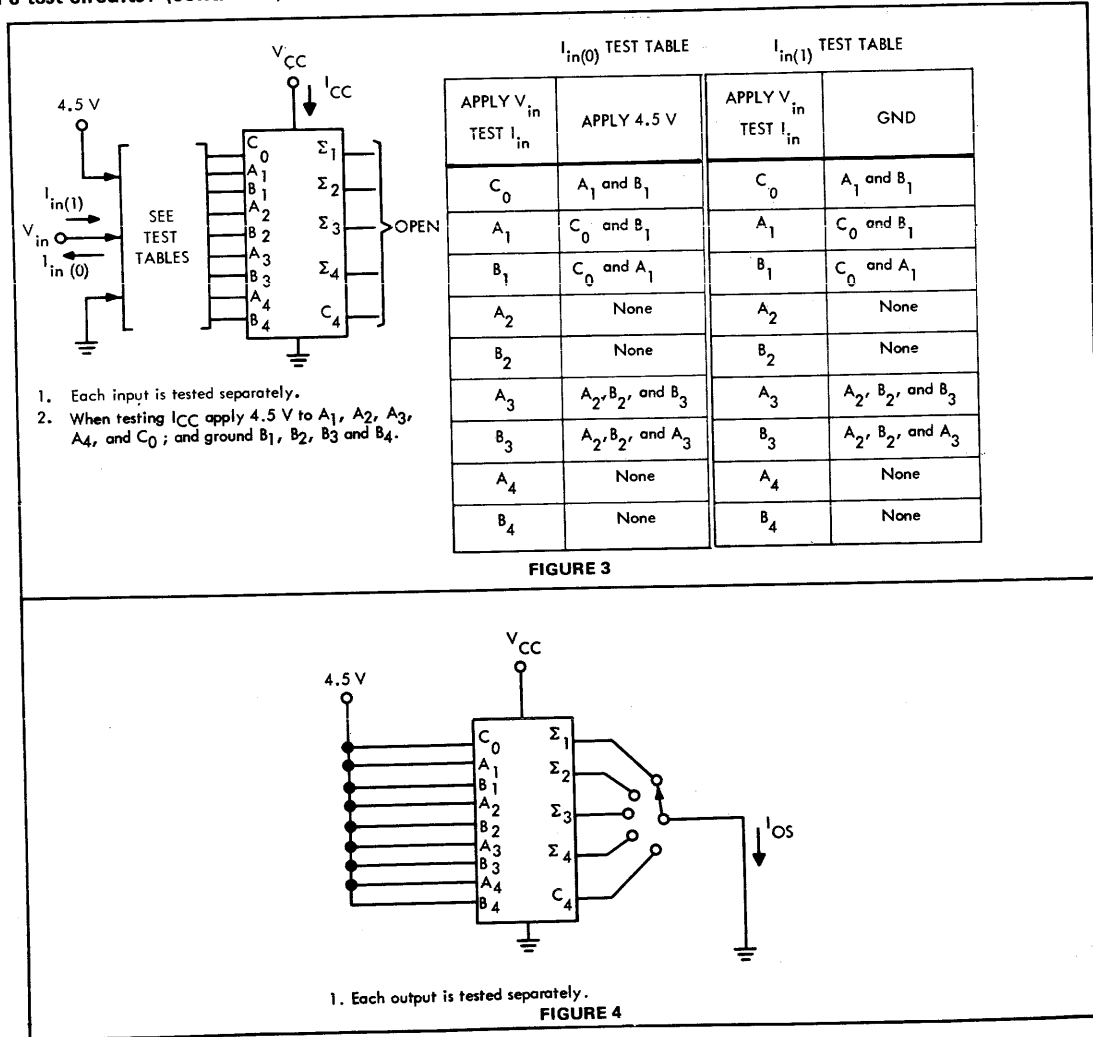 V_CC
I_CC
4.5 V
I_in(1)
V_in
I_in (0)
SEE
TEST
TABLES
C_0
A_1
B_1
A_2
B_2
A_3
B_3
A_4
B_4
Σ_1
Σ_2
Σ_3
Σ_4
C_4
OPEN
1. Each input is tested separately.
2. When testing I_CC apply 4.5 V to A_1, A_2, A_3,
A_4, and C_0 ; and ground B_1, B_2, B_3 and B_4.
I_in(0) TEST TABLE I_in(1) TEST TABLE
APPLY V_in TEST I_in APPLY 4.5 V APPLY V_in TEST I_in GND
C_0 A_1 and B_1 C_0 A_1 and B_1
A_1 C_0 and B_1 A_1 C_0 and B_1
B_1 C_0 and A_1 B_1 C_0 and A_1
A_2 None A_2 None
B_2 None B_2 None
A_3 A_2, B_2, and B_3 A_3 A_2, B_2, and B_3
B_3 A_2, B_2, and A_3 B_3 A_2, B_2, and A_3
A_4 None A_4 None
B_4 None B_4 None
FIGURE 3
V_CC
4.5 V
C_0
A_1
B_1
A_2
B_2
A_3
B_3
A_4
B_4
Σ_1
Σ_2
Σ_3
Σ_4
C_4
I_OS
1. Each output is tested separately.
FIGURE 4